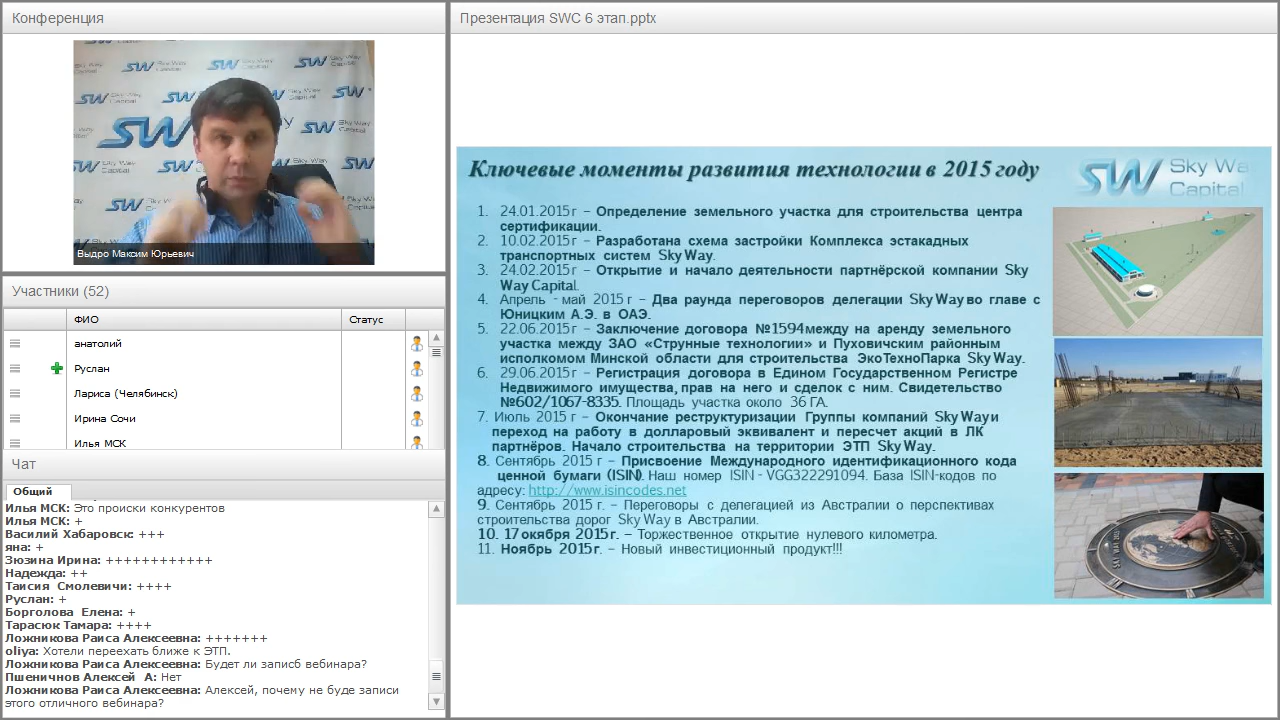 Конференция
Sky Way
Capital
SW
Выдро Максим Юрьевич
Участники (52)
ФИО
Статус
анатолий
Руслан
Лариса (Челябинск)
Ирина Сочи
Илья МСК
Чат
Общий
Илья МСК: Это происки конкурентов
Илья МСК: +
Василий Хабаровск: +++
яна: +
Зюзина Ирина: ++++++++++++
Надежда: ++
Таисия Смолевичи: ++++
Руслан: +
Борголова Елена: +
Тарасюк Тамара: ++++
Ложникова Раиса Алексеевна: +++++++
oliya: Хотели переехать ближе к ЭТП.
Ложникова Раиса Алексеевна: Будет ли записб вебинара?
Пшеничнов Алексей А: Нет
Ложникова Раиса Алексеевна: Алексей, почему не буде записи
этого отличного вебинара?
Презентация SWC 6 этап.pptx
Ключевые моменты развития технологии в 2015 году
SW Sky Wa
Capital
1. 24.01.2015г – Определение земельного участка для строительства центра
сертификации.
2. 10.02.2015г – Разработана схема застройки Комплекса эстакадных
транспортных систем Sky Way.
3. 24.02.2015г – Открытие и начало деятельности партнёрской компании Sky
Way Capital.
4. Апрель - май 2015 г – Два раунда переговоров делегации Sky Way во главе с
Юницким А.Э. в ОАЭ.
5. 22.06.2015г – Заключение договора №1594между на аренду земельного
участка между ЗАО «Струнные технологии» и Пуховичским районным
исполкомом Минской области для строительства ЭкоТехноПарка Sky Way.
6. 29.06.2015г – Регистрация договора в Едином Государственном Регистре
Недвижимого имущества, прав на него и сделок с ним. Свидетельство
№602/1067-8335. Площадь участка около 36 ГА.
7. Июль 2015 г – Окончание реструктуризации Группы компаний Sky Way и
переход на работу в долларовый эквивалент и пересчет акций в ЛК
партнёров. Начало строительства на территории ЭТП Sky Way.
8. Сентябрь 2015 г – Присвоение Международного идентификационного кода
ценной бумаги (ISIN). Наш номер ISIN - VGG322291094. База ISIN-кодов по
адресу: http://www.isincodes.net
9. Сентябрь 2015 г. – Переговоры с делегацией из Австралии о перспективах
строительства дорог Sky Way в Австралии.
10. 17 окября 2015г. – Торжественное открытие нулевого километра.
11. Ноябрь 2015г. – Новый инвестиционный продукт!!!